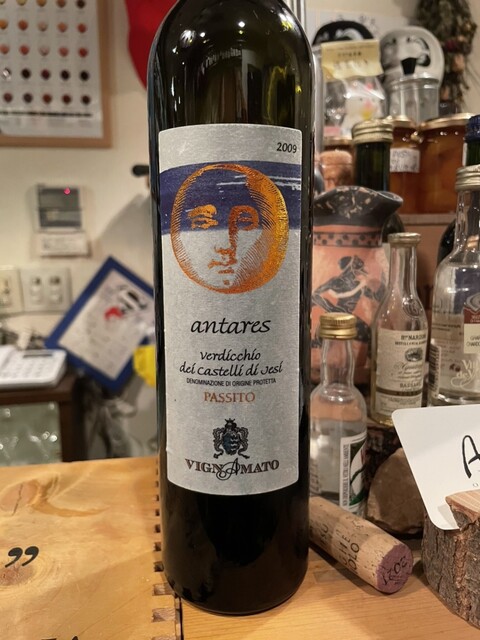 2009
antares
verdicchio
dei castelli di Jesi
DENOMINAZIONE DI ORIGINE PROTETTA
PASSITO
VIGNAMATO
”